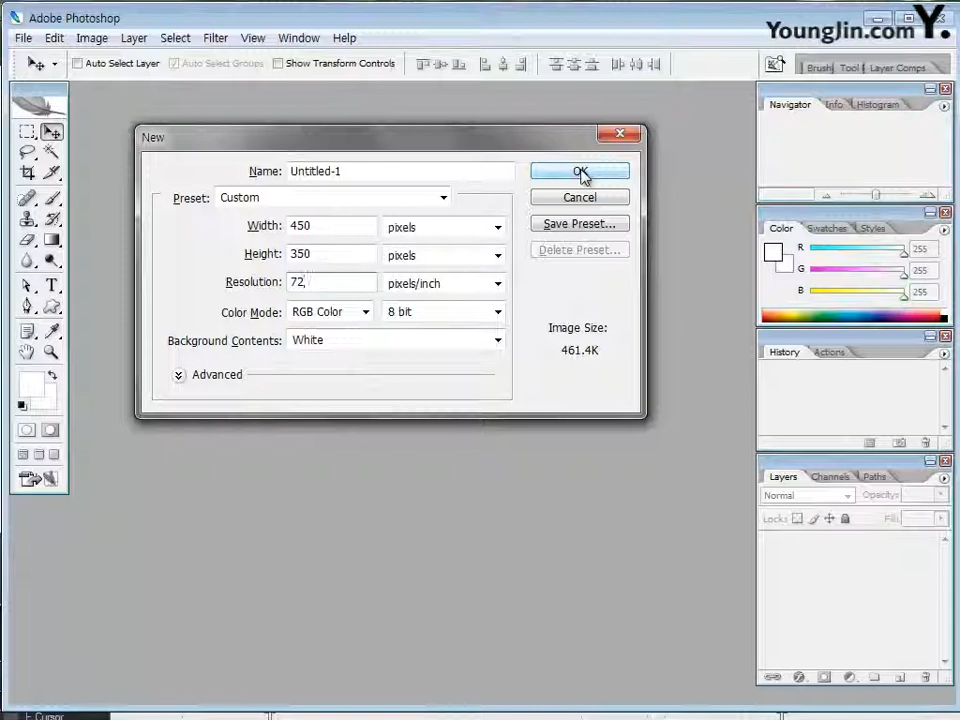 Adobe Photoshop
YoungJin.com Y.
File Edit Image Layer Select Filter View Window Help
Auto Select Layer Auto Select Groups Show Transform Controls
Brush Tool Layer Comps
Navigator Info Histogram
New
Name: Untitled-1 OK
Preset: Custom Cancel
Width: 450 pixels Save Preset...
Height: 350 pixels Delete Preset...
Resolution: 72 pixels/inch
Color Mode: RGB Color 8 bit
Background Contents: White
Image Size:
461.4K
Advanced
Color Swatches Styles
R 255
G 255
B 255
History Actions
Layers Channels Paths
Normal Opacity:
Locks Fill:
T
F Cursor